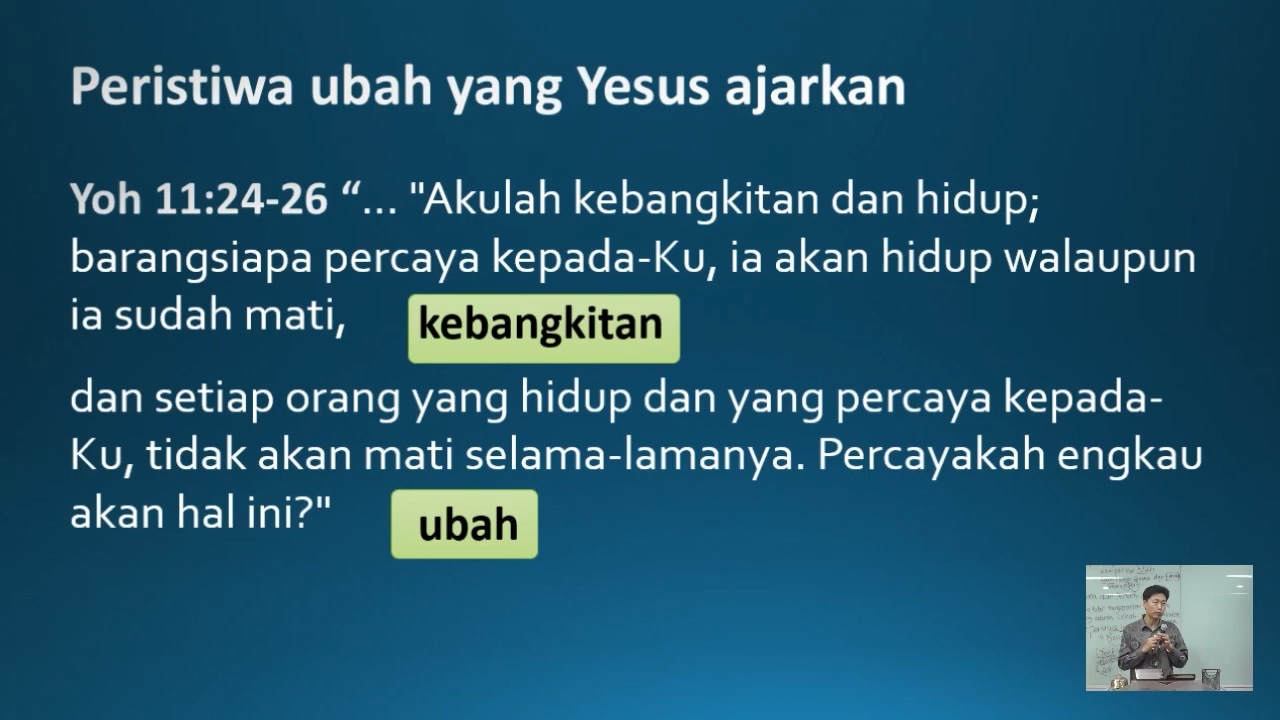 Peristiwa ubah yang Yesus ajarkan
Yoh 11:24-26 “... "Akulah kebangkitan dan hidup;
barangsiapa percaya kepada-Ku, ia akan hidup walaupun
ia sudah mati,
kebangkitan
dan setiap orang yang hidup dan yang percaya kepada-
Ku, tidak akan mati selama-lamanya. Percayakah engkau
akan hal ini?"
ubah